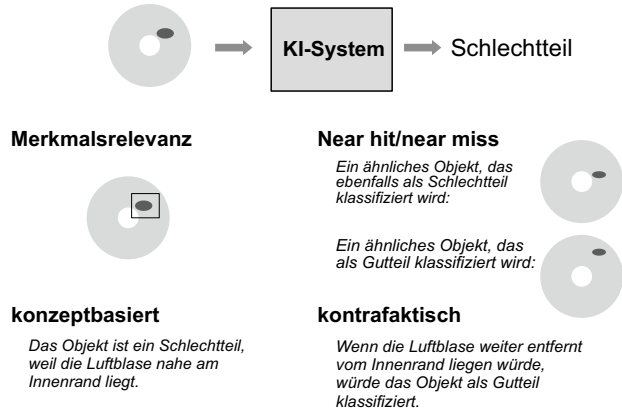 KI-System
Schlechtteil
Merkmalsrelevanz
Near hit/near miss
Ein ähnliches Objekt, das
ebenfalls als Schlechtteil
klassifiziert wird:
Ein ähnliches Objekt, das
als Gutteil klassifiziert wird:
konzeptbasiert
Das Objekt ist ein Schlechtteil,
weil die Luftblase nahe am
Innenrand liegt.
kontrafaktisch
Wenn die Luftblase weiter entfernt
vom Innenrand liegen würde,
würde das Objekt als Gutteil
klassifiziert.